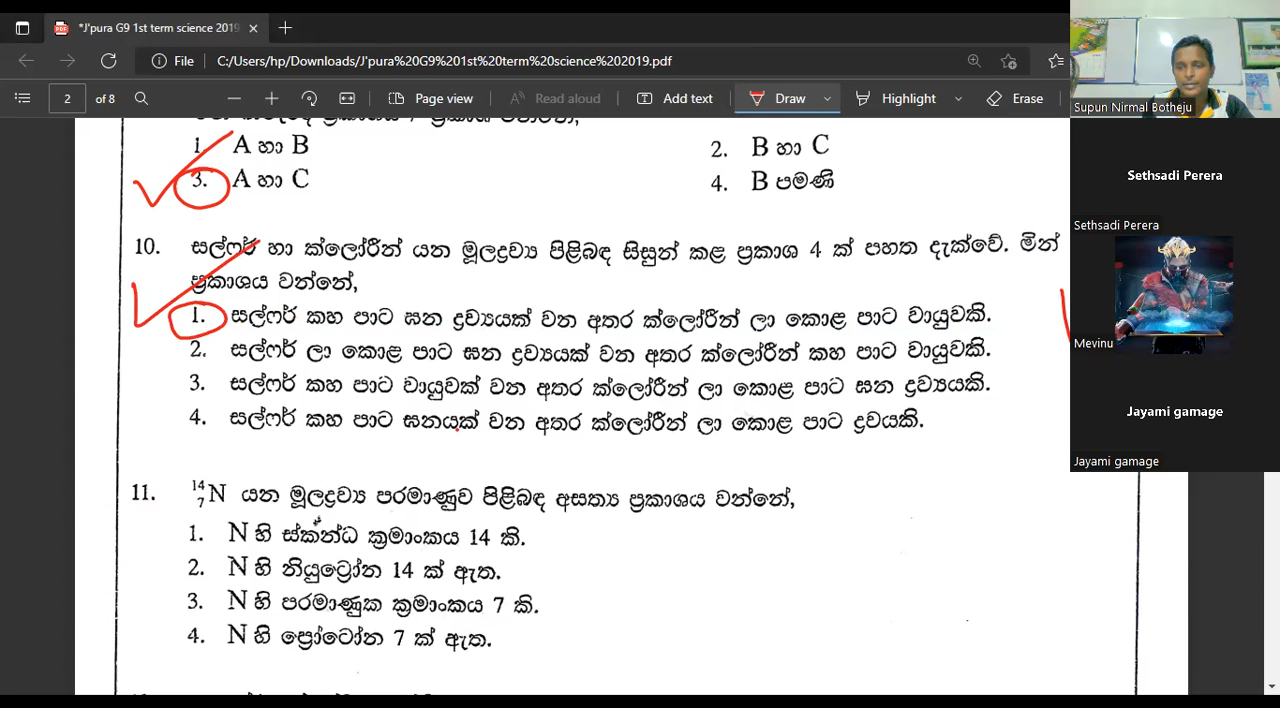 *J'pura G9 1st term science 2019
File C:/Users/hp/Downloads/J'pura%20G9%201st%20term%20science%202019.pdf
2 of 8 Page view Read aloud Add text Draw Highlight Erase
1. A හා B 2. B හා C
3. A හා C 4. B පමණි
10. සල්ෆර් හා ක්ලෝරීන් යන මූලද්‍රව්‍ය පිළිබඳ සිසුන් කළ ප්‍රකාශ 4 ක් පහත දැක්වේ. මින්
ප්‍රකාශය වන්නේ,
1. සල්ෆර් කහ පාට ඝන ද්‍රව්‍යයක් වන අතර ක්ලෝරීන් ලා කොළ පාට වායුවකි.
2. සල්ෆර් ලා කොළ පාට ඝන ද්‍රව්‍යයක් වන අතර ක්ලෝරීන් කහ පාට වායුවකි.
3. සල්ෆර් කහ පාට වායුවක් වන අතර ක්ලෝරීන් ලා කොළ පාට ඝන ද්‍රව්‍යයකි.
4. සල්ෆර් කහ පාට ඝනයක් වන අතර ක්ලෝරීන් ලා කොළ පාට ද්‍රවයකි.
11. ¹⁴₇N යන මූලද්‍රව්‍ය පරමාණුව පිළිබඳ අසත්‍ය ප්‍රකාශය වන්නේ,
1. N හි ස්කන්ධ ක්‍රමාංකය 14 කි.
2. N හි නියුට්‍රෝන 14 ක් ඇත.
3. N හි පරමාණුක ක්‍රමාංකය 7 කි.
4. N හි ප්‍රෝටෝන 7 ක් ඇත.
Supun Nirmal Botheju
Sethsadi Perera
Sethsadi Perera
Mevinu
Jayami gamage
Jayami gamage